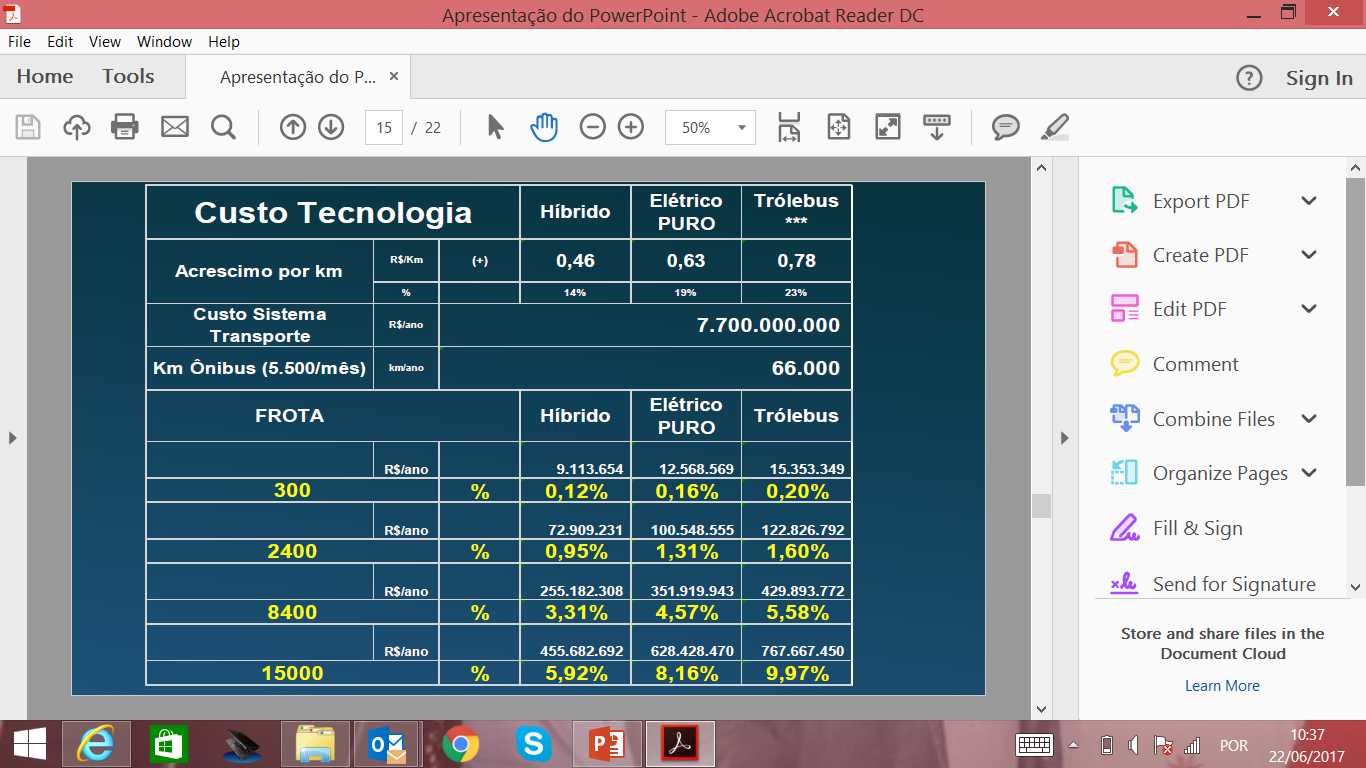 Apresentação do PowerPoint - Adobe Acrobat Reader DC
File Edit View Window Help
Home Tools Apresentação do P... × ? Sign In
15 / 22 50%
Custo Tecnologia Híbrido Elétrico PURO Trólebus ***
Acrescimo por km R$/Km (+) 0,46 0,63 0,78
% 14% 19% 23%
Custo Sistema Transporte R$/ano 7.700.000.000
Km Ônibus (5.500/mês) km/ano 66.000
FROTA Híbrido Elétrico PURO Trólebus
R$/ano 9.113.654 12.568.569 15.353.349
300 % 0,12% 0,16% 0,20%
R$/ano 72.909.231 100.548.555 122.826.792
2400 % 0,95% 1,31% 1,60%
R$/ano 255.182.308 351.919.943 429.893.772
8400 % 3,31% 4,57% 5,58%
R$/ano 455.682.692 628.428.470 767.667.450
15000 % 5,92% 8,16% 9,97%
Export PDF
Create PDF
Edit PDF
Comment
Combine Files
Organize Pages
Fill & Sign
Send for Signature
Store and share files in the
Document Cloud
Learn More
POR
10:37
22/06/2017